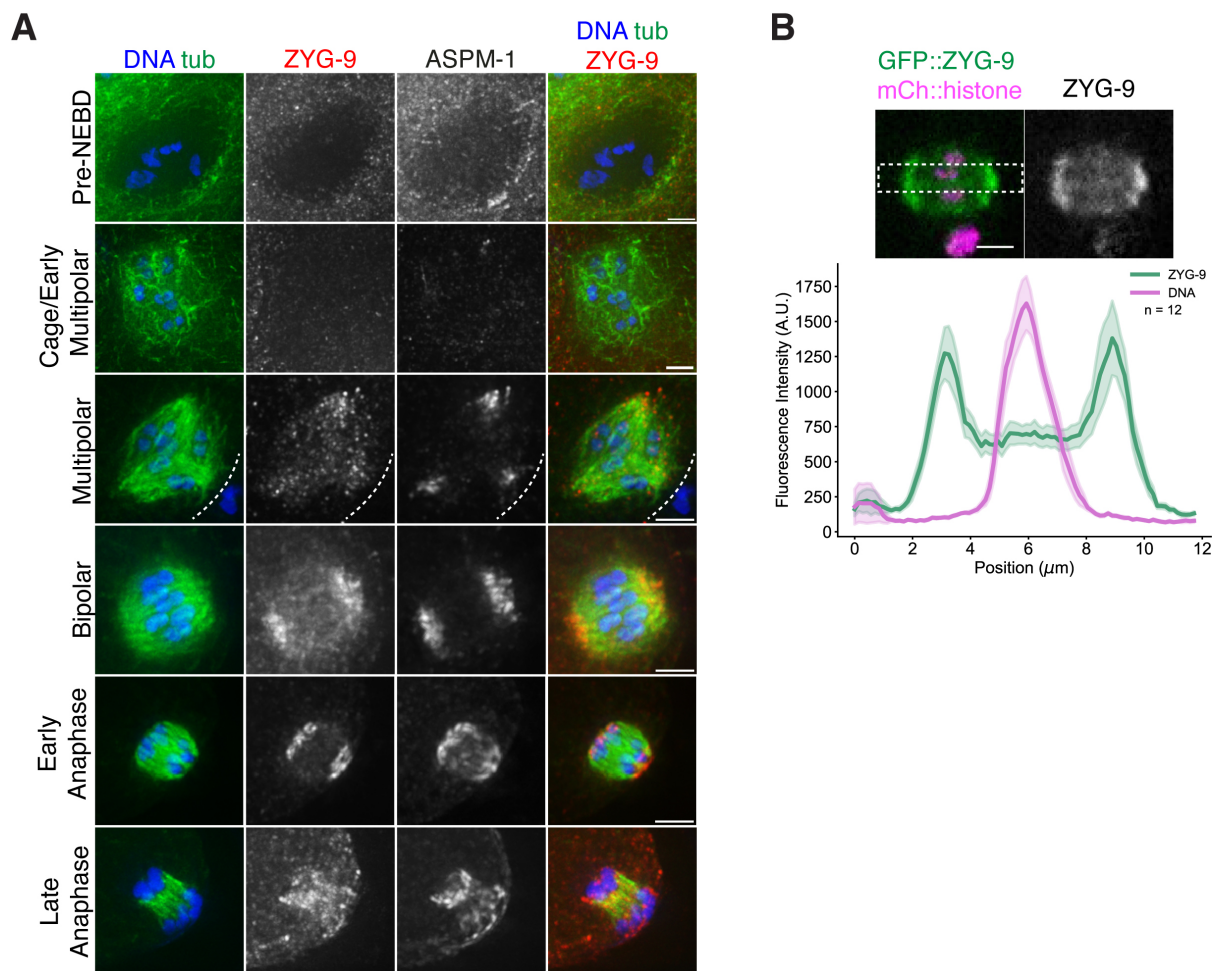 A
DNA tub
ZYG-9
ASPM-1
DNA tub
ZYG-9
Pre-NEBD
Cage/Early
Multipolar
Multipolar
Bipolar
Early
Anaphase
Late
Anaphase
B
GFP::ZYG-9
mCh::histone
ZYG-9
ZYG-9
DNA
n = 12
Fluorescence Intensity (A.U.)
1750
1500
1250
1000
750
500
250
0
0 2 4 6 8 10 12
Position (μm)